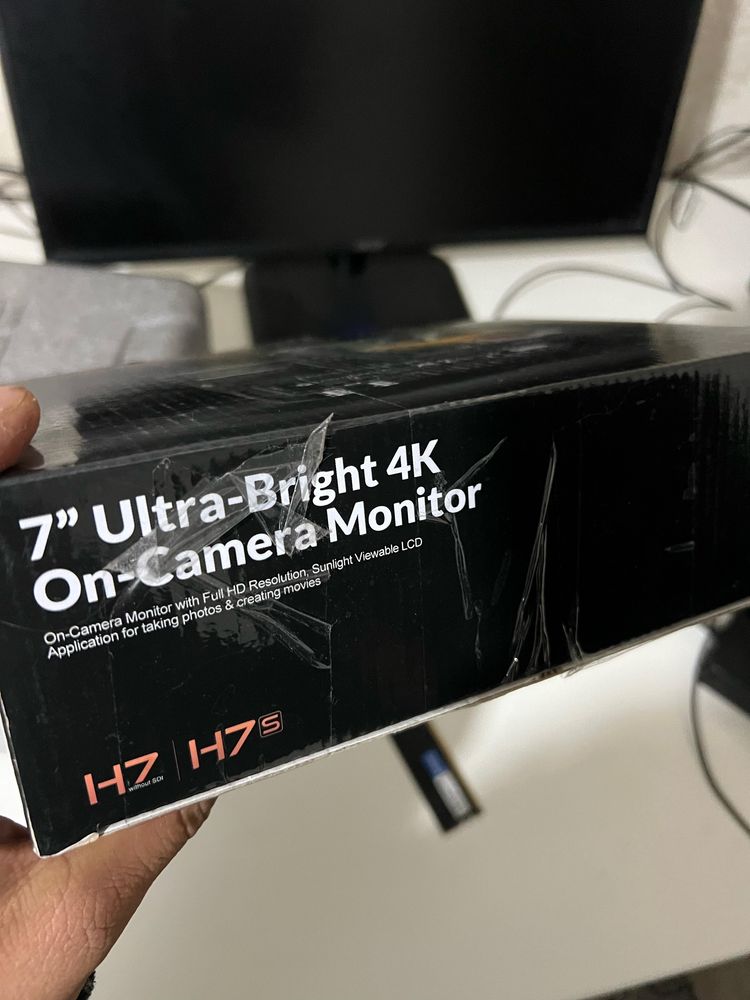 7” Ultra-Bright 4K
On-Camera Monitor
On-Camera Monitor with Full HD Resolution, Sunlight Viewable LCD
Application for taking photos & creating movies
H7 | H7S
without SDI